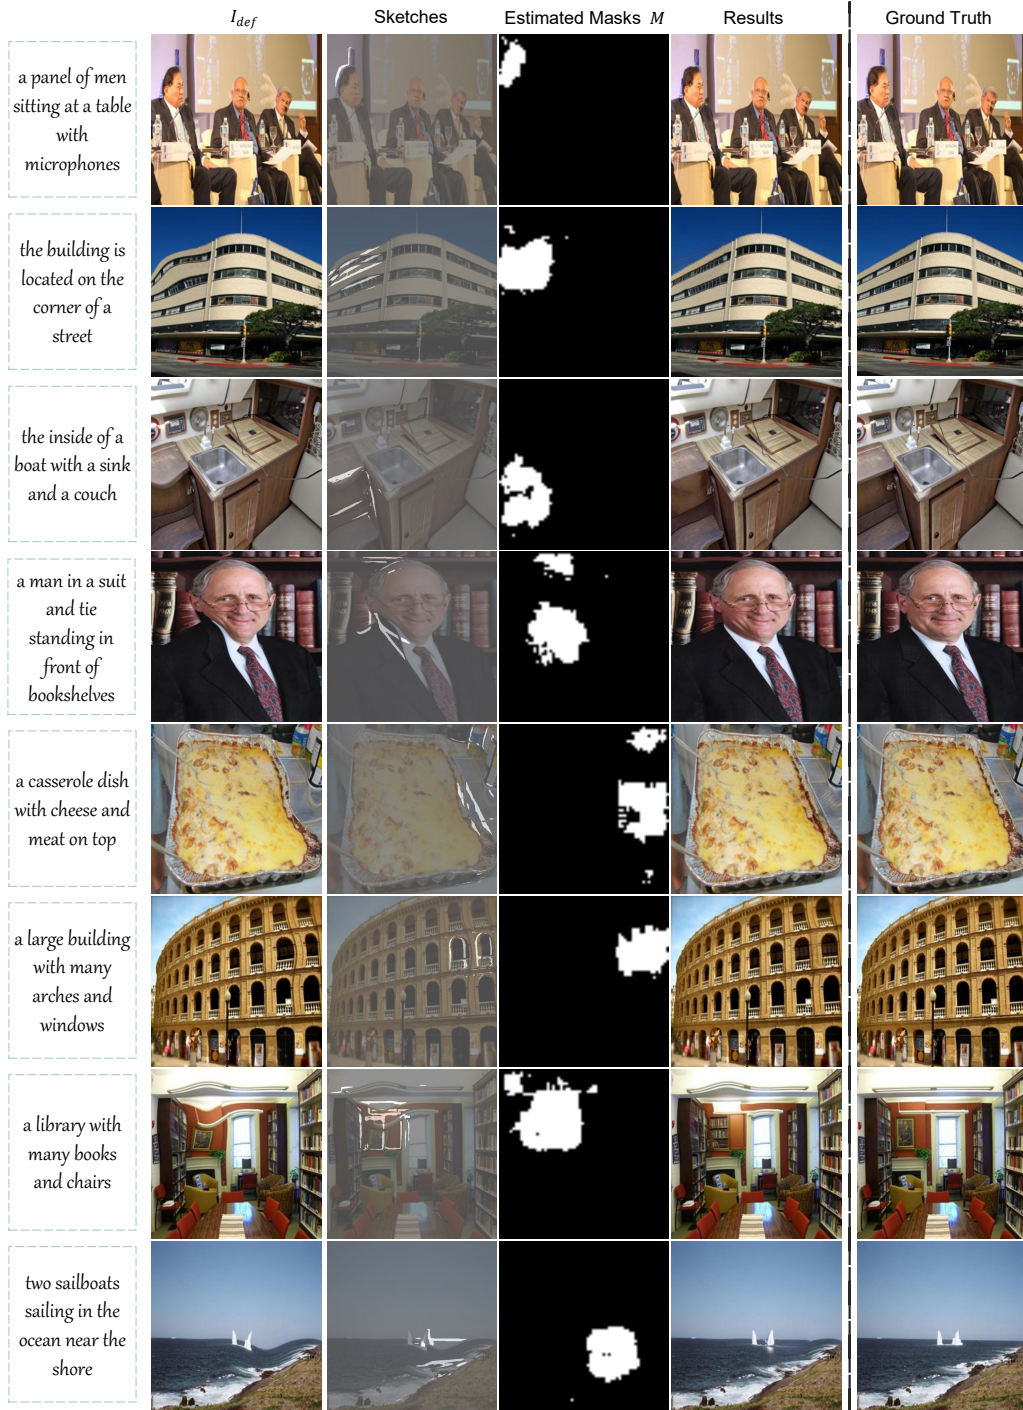 I_def
Sketches
Estimated Masks M
Results
Ground Truth
a panel of men
sitting at a table
with
microphones
the building is
located on the
corner of a
street
the inside of a
boat with a sink
and a couch
a man in a suit
and tie
standing in
front of
bookshelves
a casserole dish
with cheese and
meat on top
a large building
with many
arches and
windows
a library with
many books
and chairs
two sailboats
sailing in the
ocean near the
shore